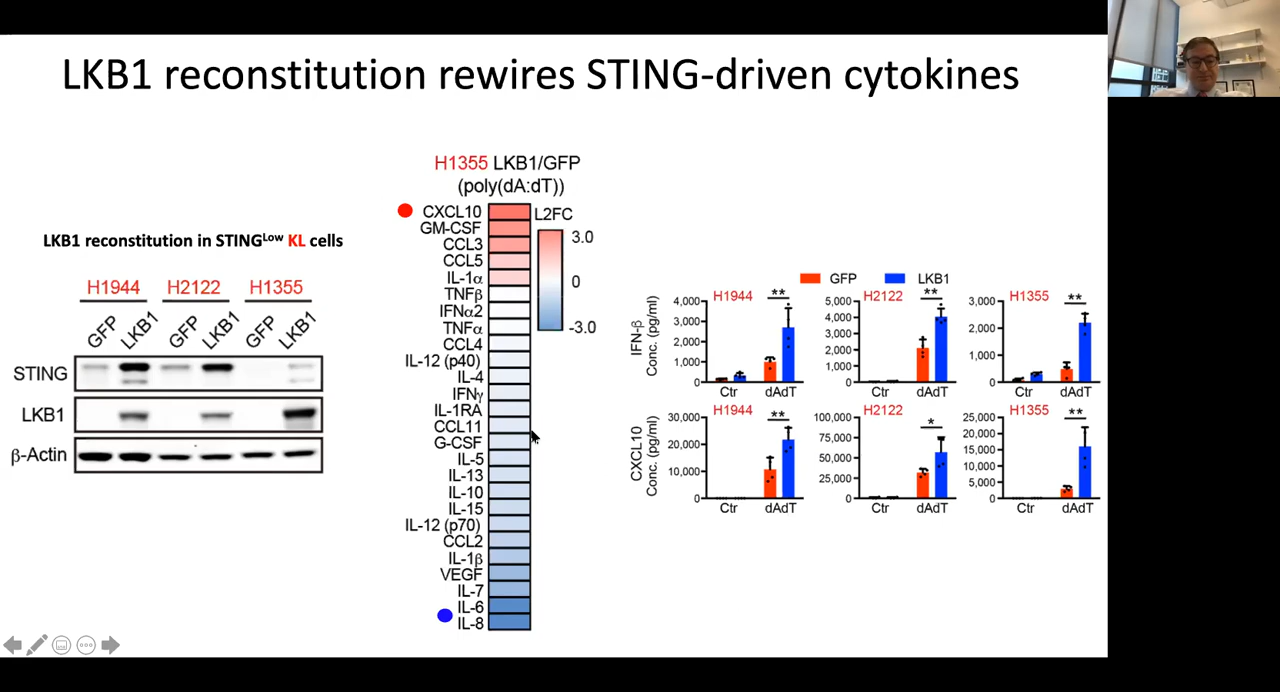 LKB1 reconstitution rewires STING-driven cytokines
LKB1 reconstitution in STINGLow KL cells
H1944 H2122 H1355
GFP LKB1 GFP LKB1 GFP LKB1
STING
LKB1
β-Actin
H1355 LKB1/GFP
(poly(dA:dT))
CXCL10
GM-CSF
CCL3
CCL5
IL-1α
TNFβ
IFNα2
TNFα
CCL4
IL-12 (p40)
IL-4
IFNγ
IL-1RA
CCL11
G-CSF
IL-5
IL-13
IL-10
IL-15
IL-12 (p70)
CCL2
IL-1β
VEGF
IL-7
IL-6
IL-8
L2FC
3.0
0
-3.0
GFP LKB1
IFN-β
Conc. (pg/ml)
H1944
**
4,000
3,000
2,000
1,000
0
Ctr dAdT
H2122
**
5,000
4,000
3,000
2,000
1,000
0
Ctr dAdT
H1355
**
3,000
2,000
1,000
0
Ctr dAdT
CXCL10
Conc. (pg/ml)
H1944
**
30,000
20,000
10,000
0
Ctr dAdT
H2122
*
100,000
75,000
50,000
25,000
0
Ctr dAdT
H1355
**
25,000
20,000
15,000
10,000
5,000
0
Ctr dAdT